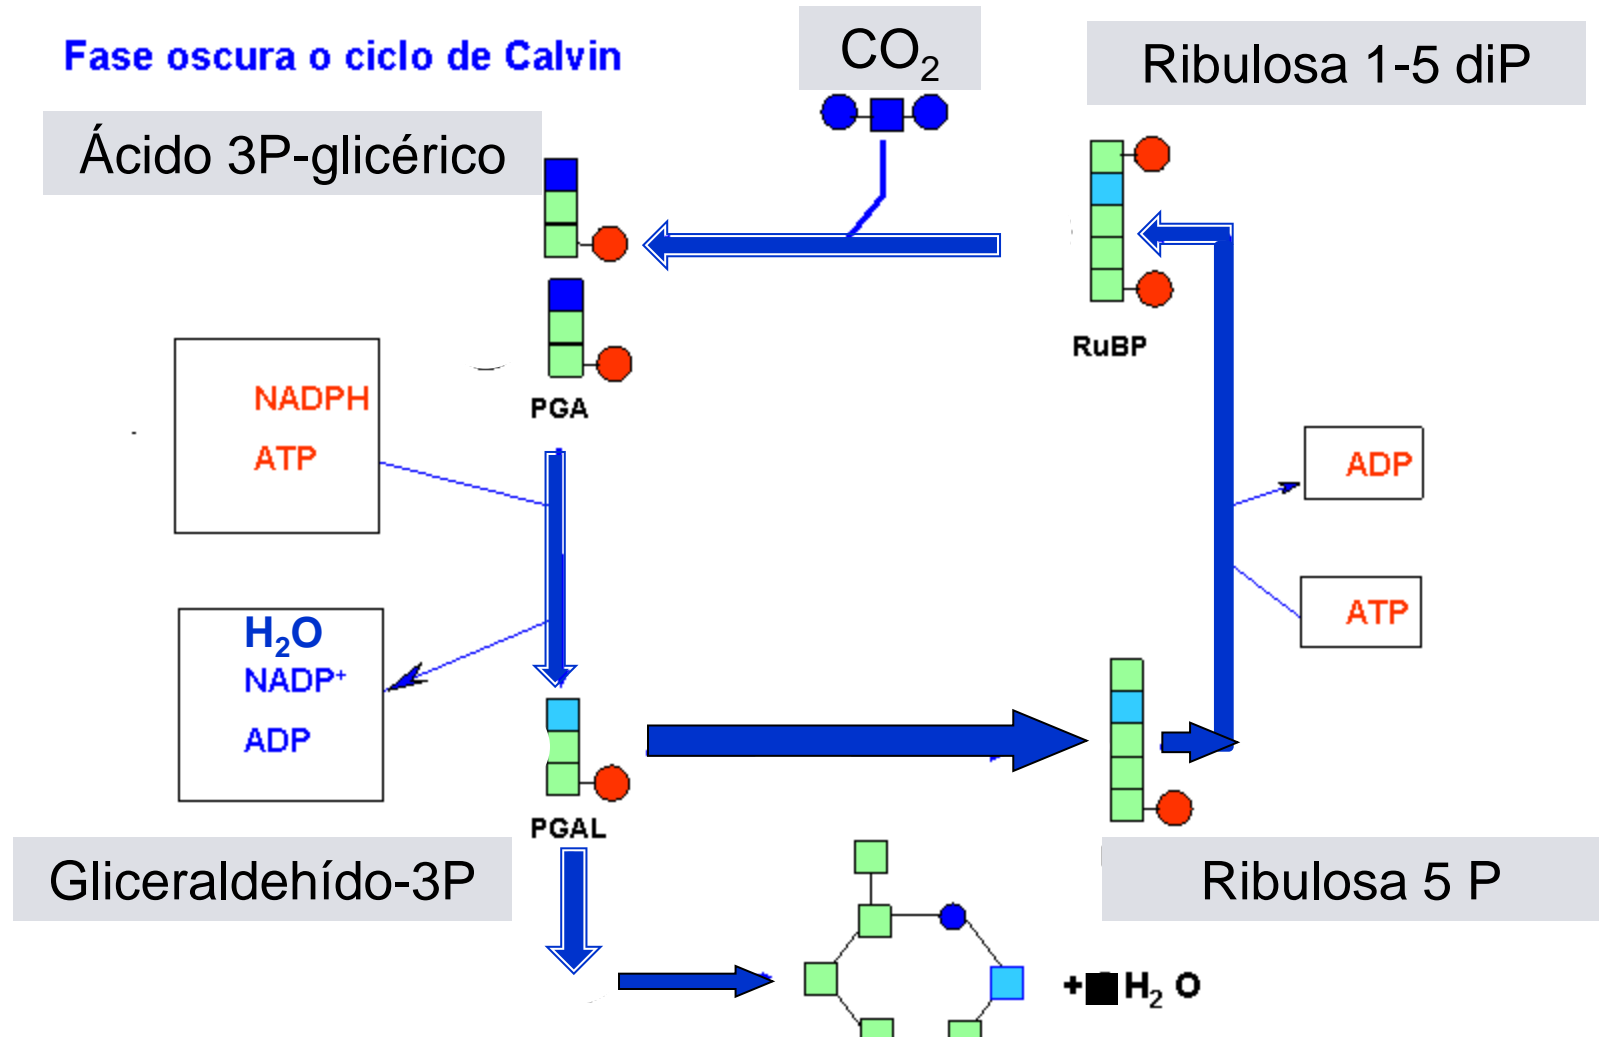 Fase oscura o ciclo de Calvin
CO₂
Ribulosa 1-5 diP
Ácido 3P-glicérico
RuBP
PGA
NADPH
ATP
ADP
ATP
H₂O
NADP⁺
ADP
PGAL
Gliceraldehído-3P
Ribulosa 5 P
+ H₂ O